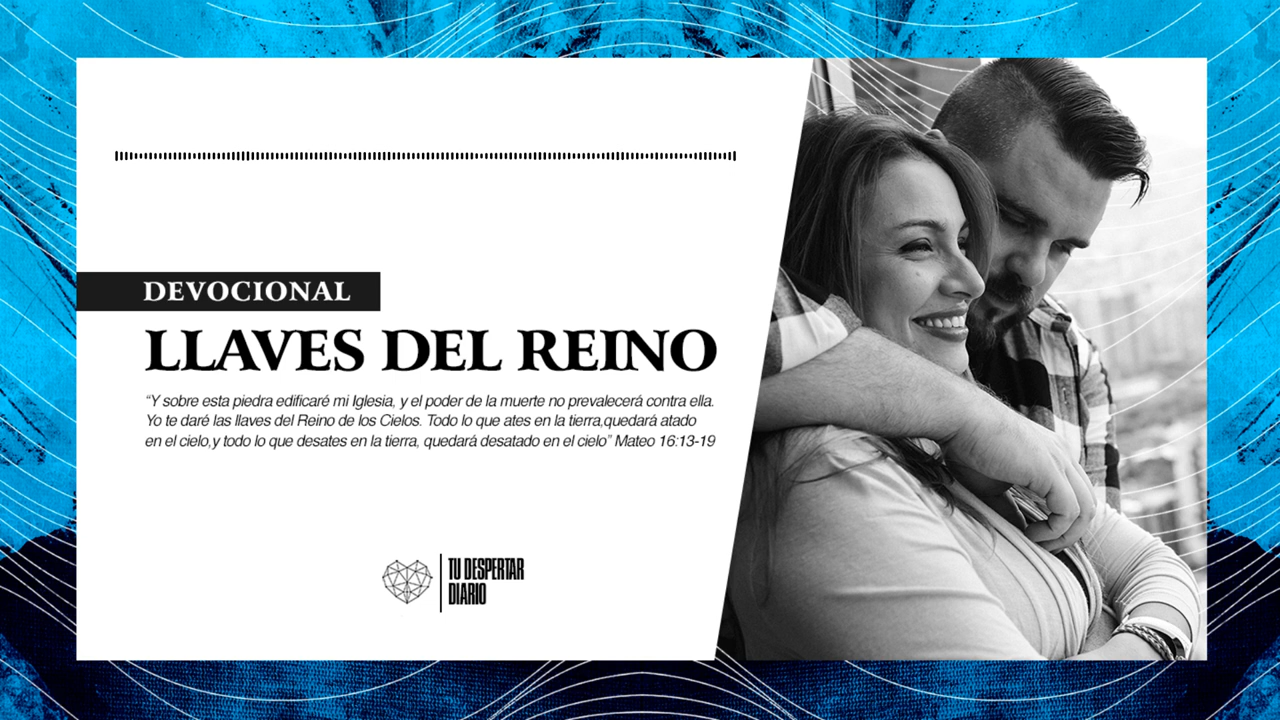 DEVOCIONAL
LLAVES DEL REINO
“Y sobre esta piedra edificaré mi Iglesia, y el poder de la muerte no prevalecerá contra ella.
Yo te daré las llaves del Reino de los Cielos. Todo lo que ates en la tierra,quedará atado
en el cielo,y todo lo que desates en la tierra, quedará desatado en el cielo” Mateo 16:13-19
TU DESPERTAR
DIARIO